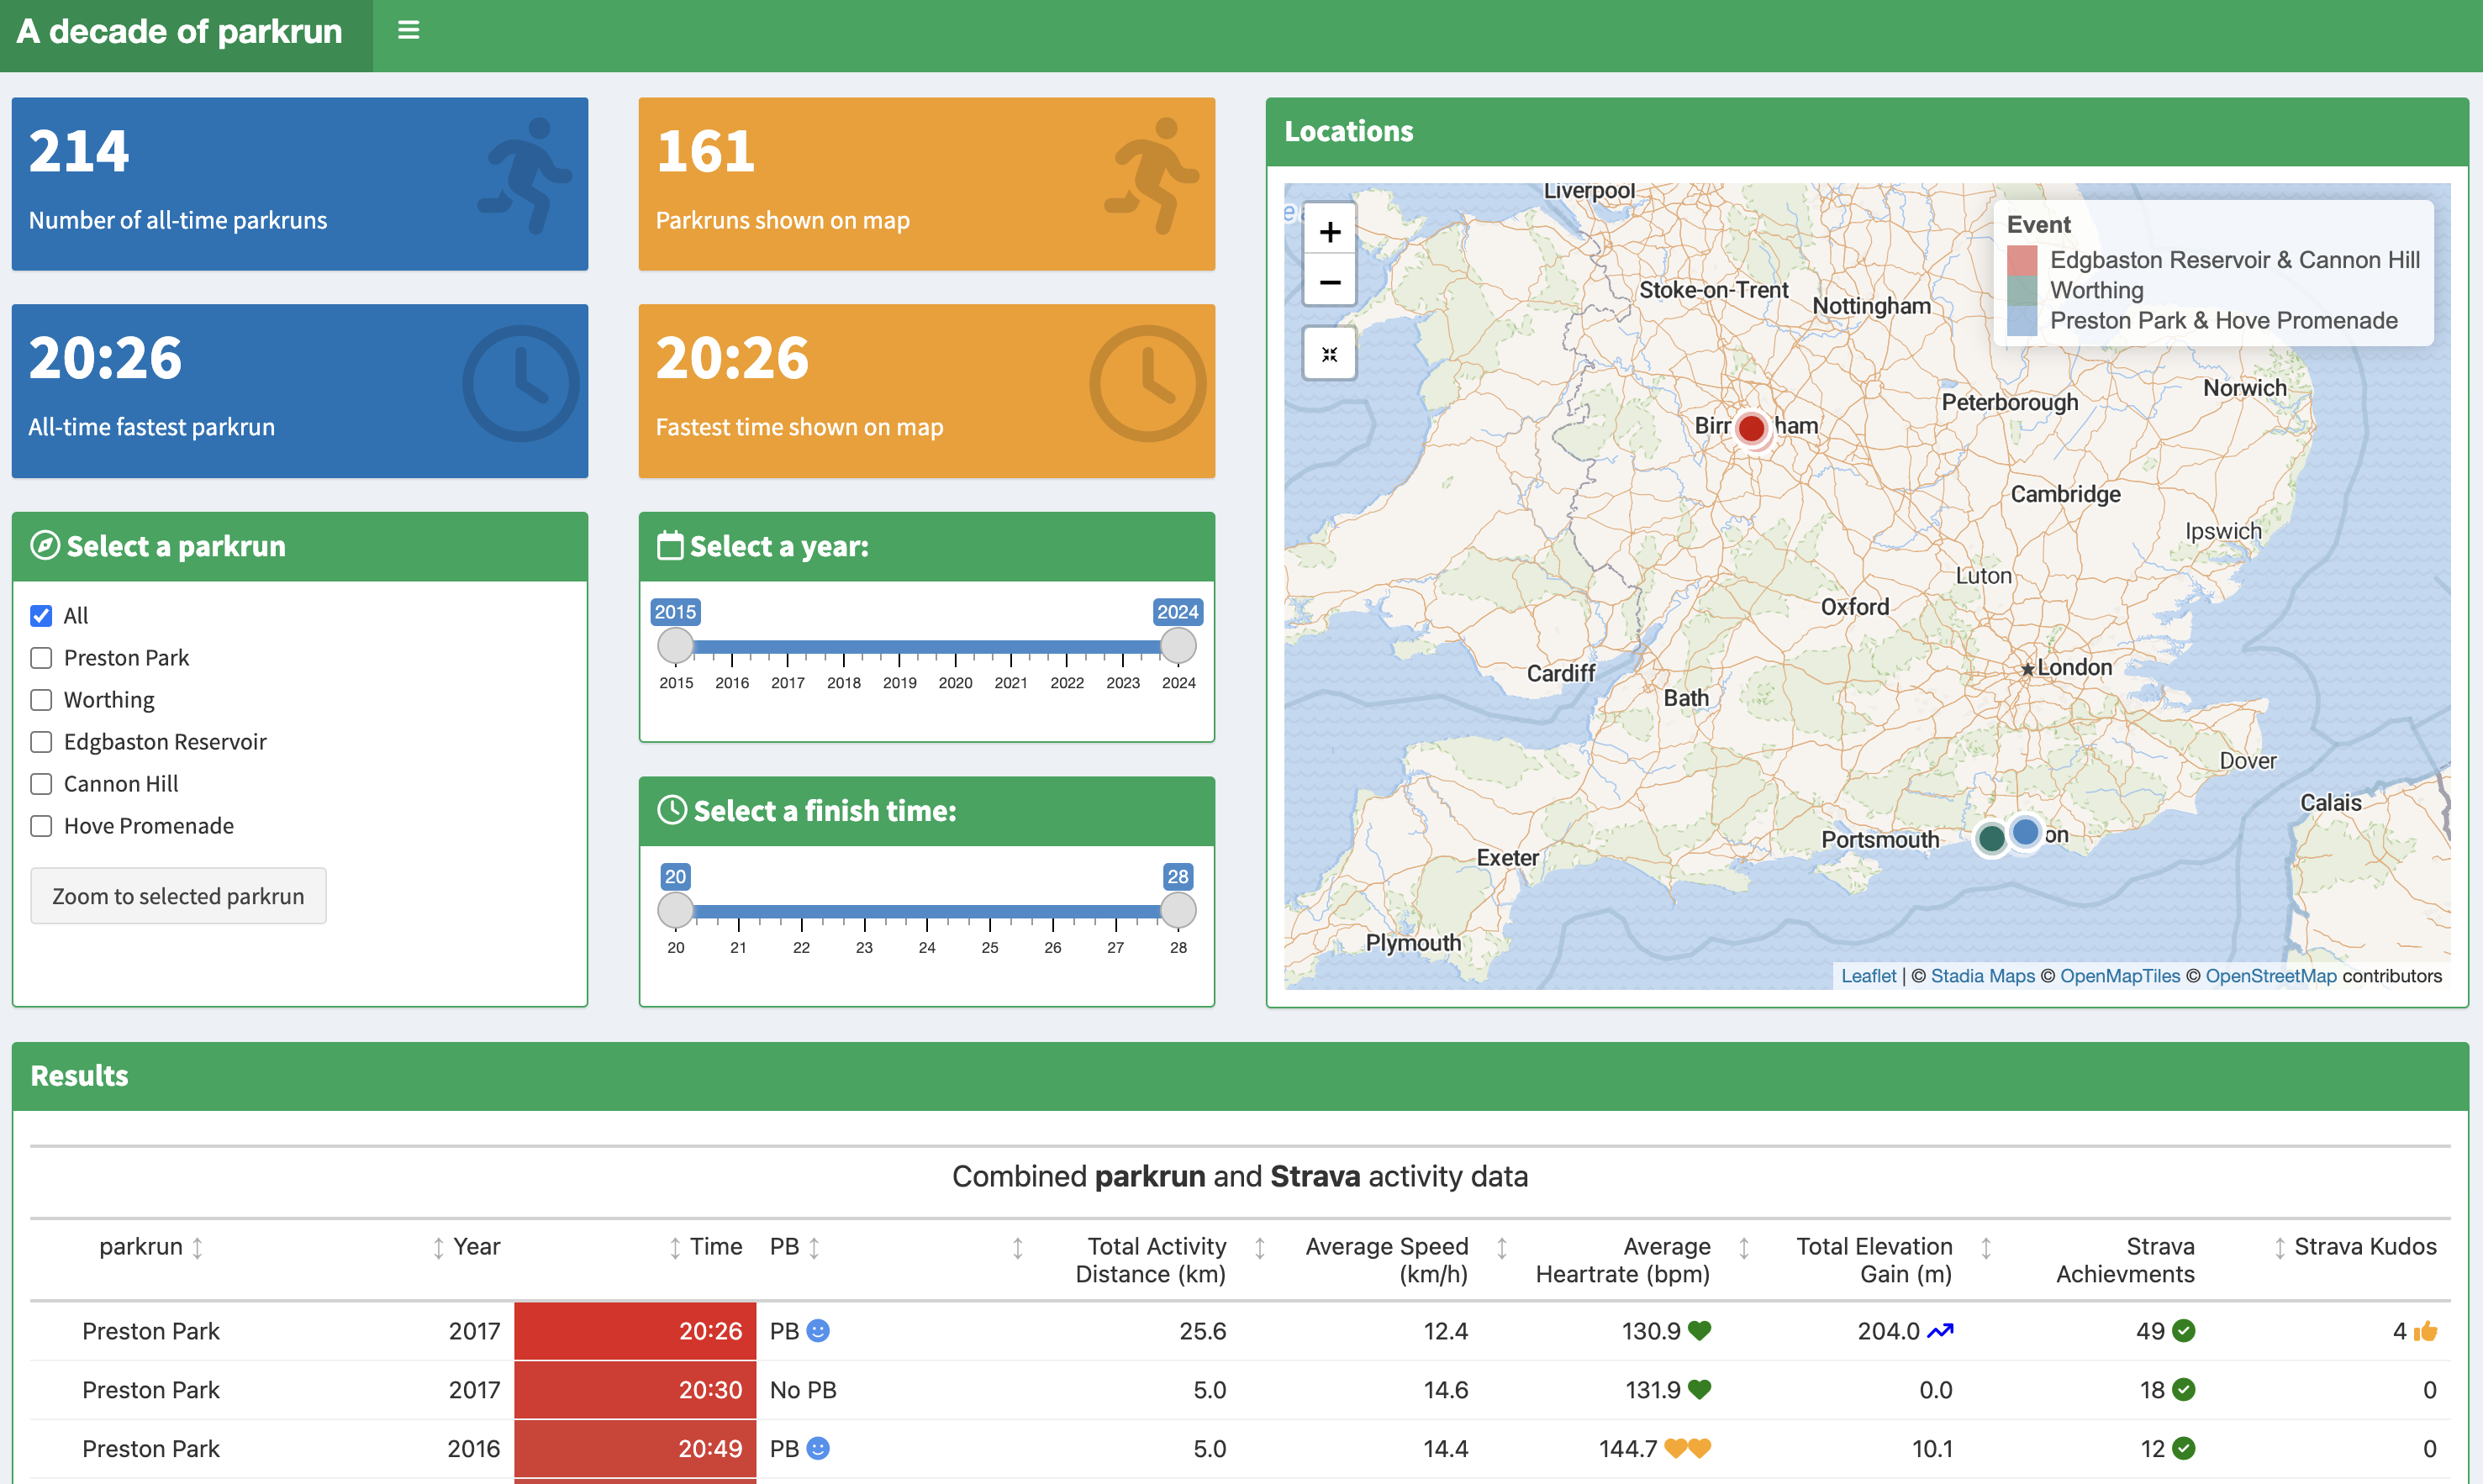 A decade of parkrun
214
Number of all-time parkruns
161
Parkruns shown on map
20:26
All-time fastest parkrun
20:26
Fastest time shown on map
Select a parkrun
All
Preston Park
Worthing
Edgbaston Reservoir
Cannon Hill
Hove Promenade
Zoom to selected parkrun
Select a year:
2015 2024
2015 2016 2017 2018 2019 2020 2021 2022 2023 2024
Select a finish time:
20 28
20 21 22 23 24 25 26 27 28
Locations
+
−
Event
Edgbaston Reservoir & Cannon Hill
Worthing
Preston Park & Hove Promenade
Liverpool
Stoke-on-Trent
Nottingham
Norwich
Peterborough
Birr ham
Cambridge
Ipswich
Luton
Oxford
London
Cardiff
Bath
Dover
Calais
Portsmouth
on
Exeter
Plymouth
Leaflet | © Stadia Maps © OpenMapTiles © OpenStreetMap contributors
Results
Combined parkrun and Strava activity data
parkrun Year Time PB Total Activity Distance (km) Average Speed (km/h) Average Heartrate (bpm) Total Elevation Gain (m) Strava Achievments Strava Kudos
Preston Park 2017 20:26 PB 25.6 12.4 130.9 204.0 49 4
Preston Park 2017 20:30 No PB 5.0 14.6 131.9 0.0 18 0
Preston Park 2016 20:49 PB 5.0 14.4 144.7 10.1 12 0